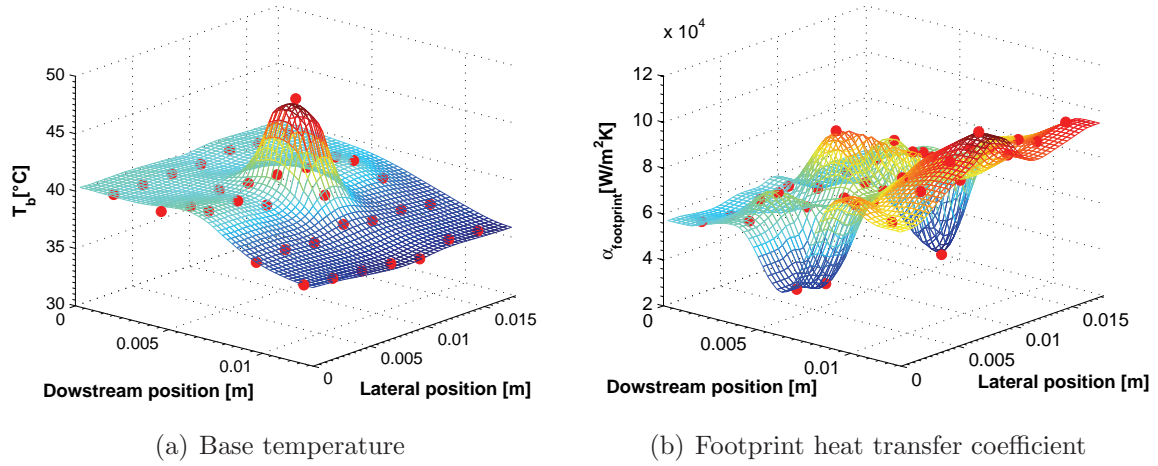 50
45
40
35
30
T_b[°C]
0
0.005
0.01
Dowstream position [m]
0
0.005
0.01
0.015
Lateral position [m]
(a) Base temperature
x 10^4
12
10
8
6
4
2
α_footprint[W/m²K]
0
0.005
0.01
Dowstream position [m]
0
0.005
0.01
0.015
Lateral position [m]
(b) Footprint heat transfer coefficient